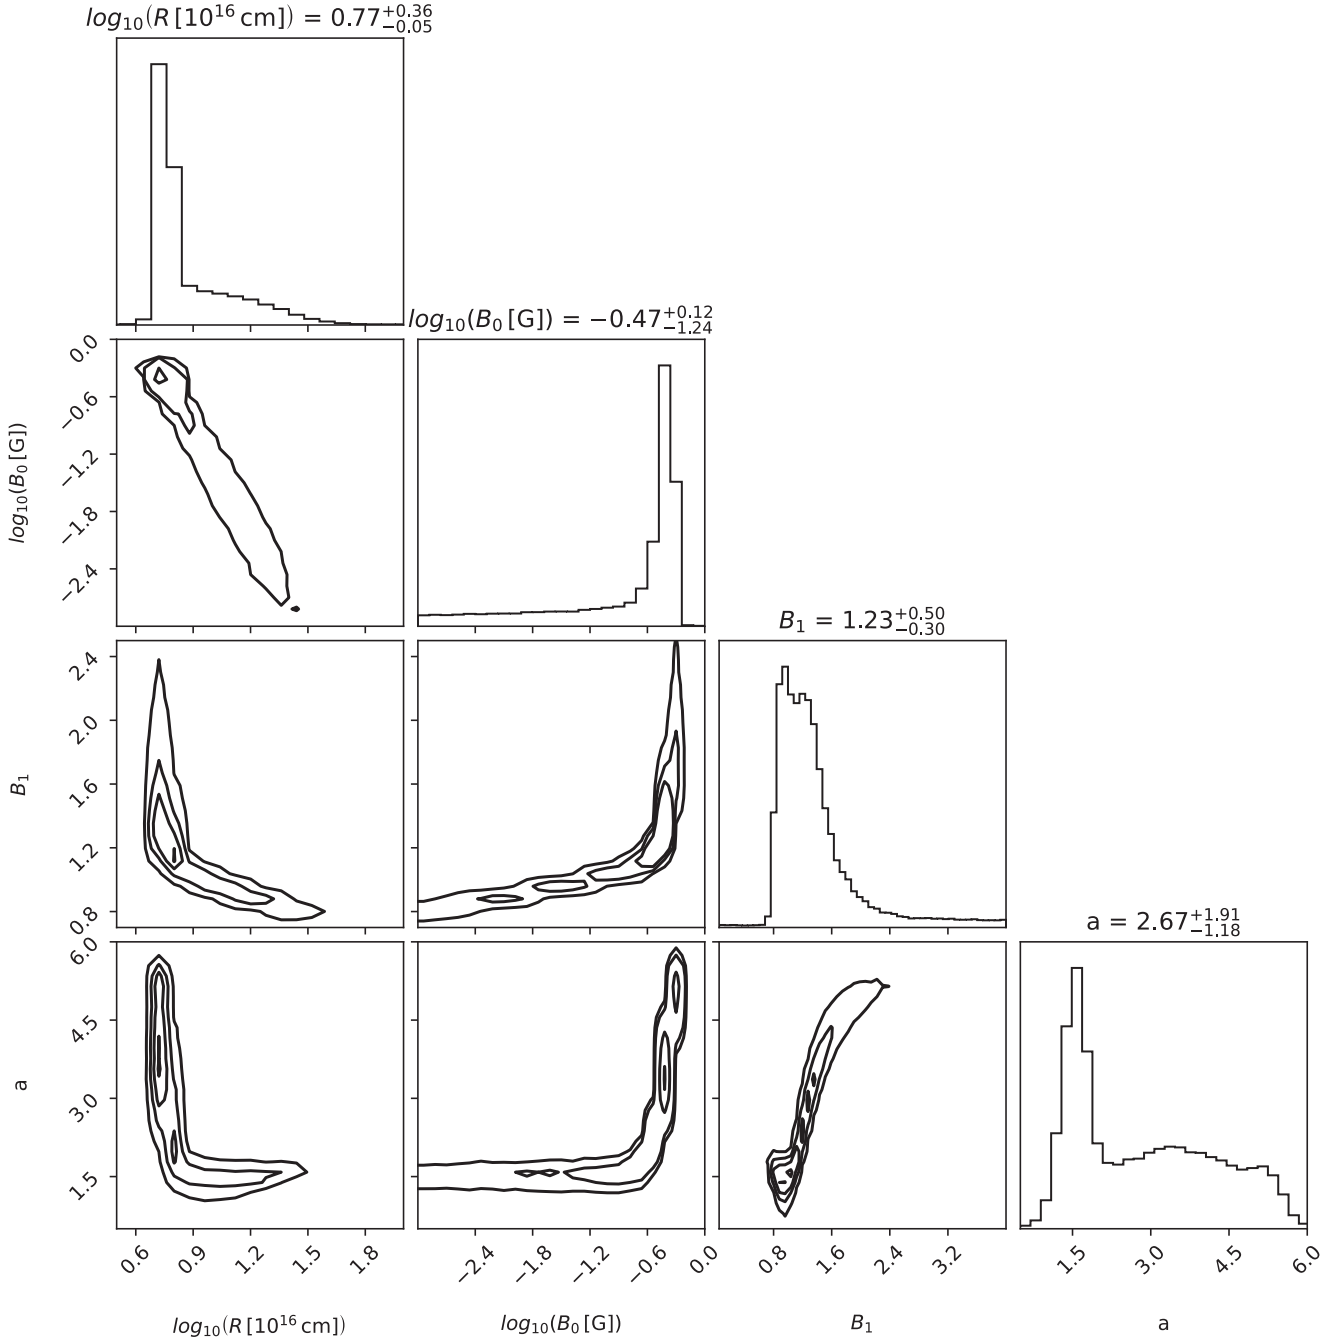 log₁₀(R [10¹⁶ cm]) = 0.77 +0.36 −0.05
log₁₀(B₀ [G]) = −0.47 +0.12 −1.24
0.0
−0.6
−1.2
−1.8
−2.4
log₁₀(B₀ [G])
B₁ = 1.23 +0.50 −0.30
2.4
2.0
1.6
1.2
0.8
B₁
a = 2.67 +1.91 −1.18
6.0
4.5
3.0
1.5
a
0.6 0.9 1.2 1.5 1.8 −2.4 −1.8 −1.2 −0.6 0.0 0.8 1.6 2.4 3.2 1.5 3.0 4.5 6.0
log₁₀(R [10¹⁶ cm]) log₁₀(B₀ [G]) B₁ a